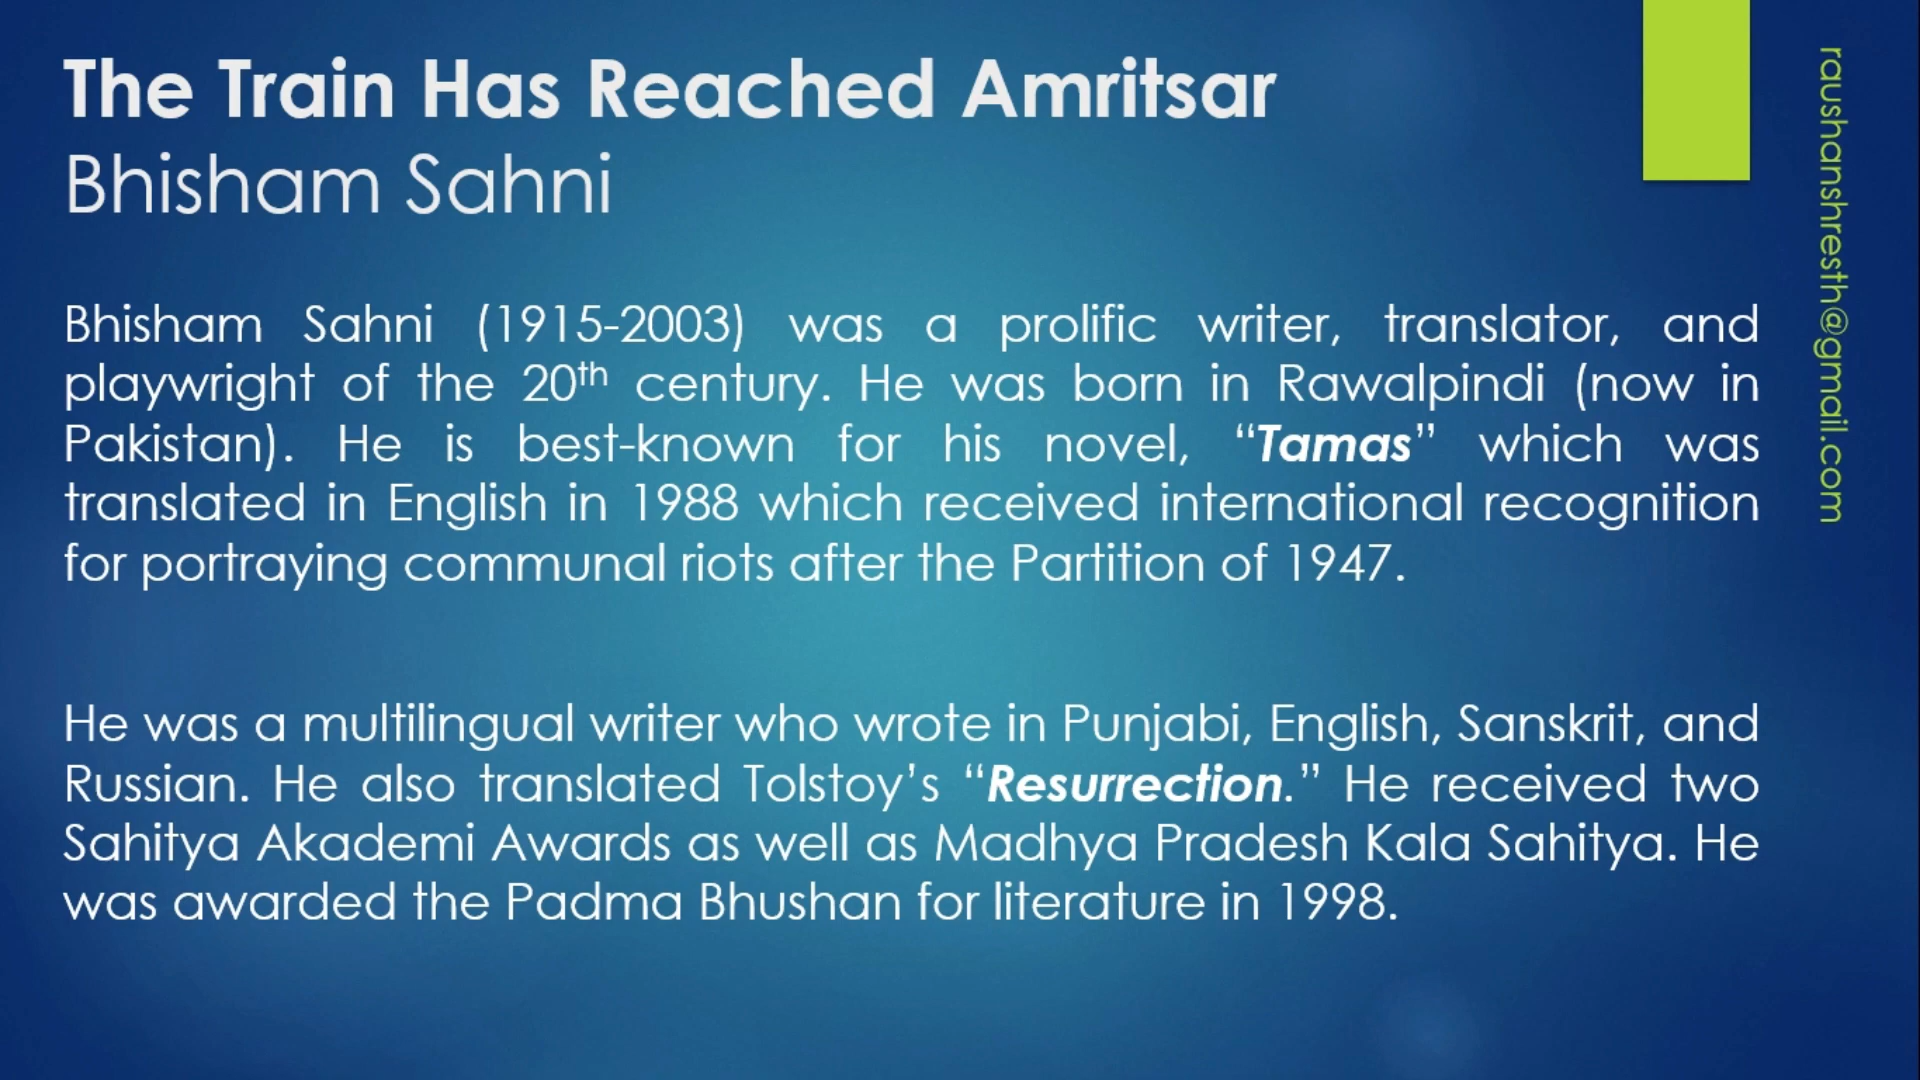 The Train Has Reached Amritsar
Bhisham Sahni
Bhisham Sahni (1915-2003) was a prolific writer, translator, and
playwright of the 20th century. He was born in Rawalpindi (now in
Pakistan). He is best-known for his novel, “Tamas” which was
translated in English in 1988 which received international recognition
for portraying communal riots after the Partition of 1947.
He was a multilingual writer who wrote in Punjabi, English, Sanskrit, and
Russian. He also translated Tolstoy’s “Resurrection.” He received two
Sahitya Akademi Awards as well as Madhya Pradesh Kala Sahitya. He
was awarded the Padma Bhushan for literature in 1998.
raushanshresth@gmail.com